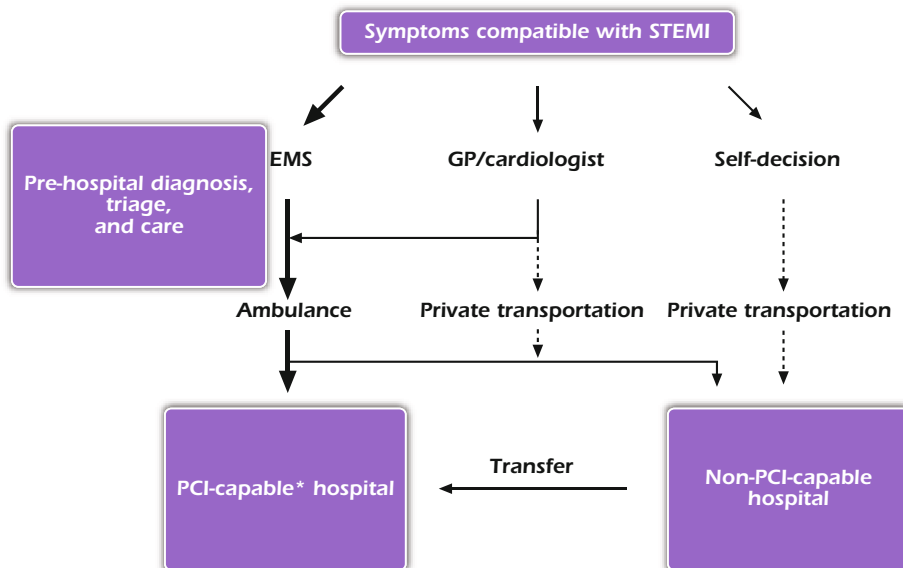 Symptoms compatible with STEMI
EMS
GP/cardiologist
Self-decision
Pre-hospital diagnosis,
triage,
and care
Ambulance
Private transportation
Private transportation
PCI-capable* hospital
Transfer
Non-PCI-capable
hospital